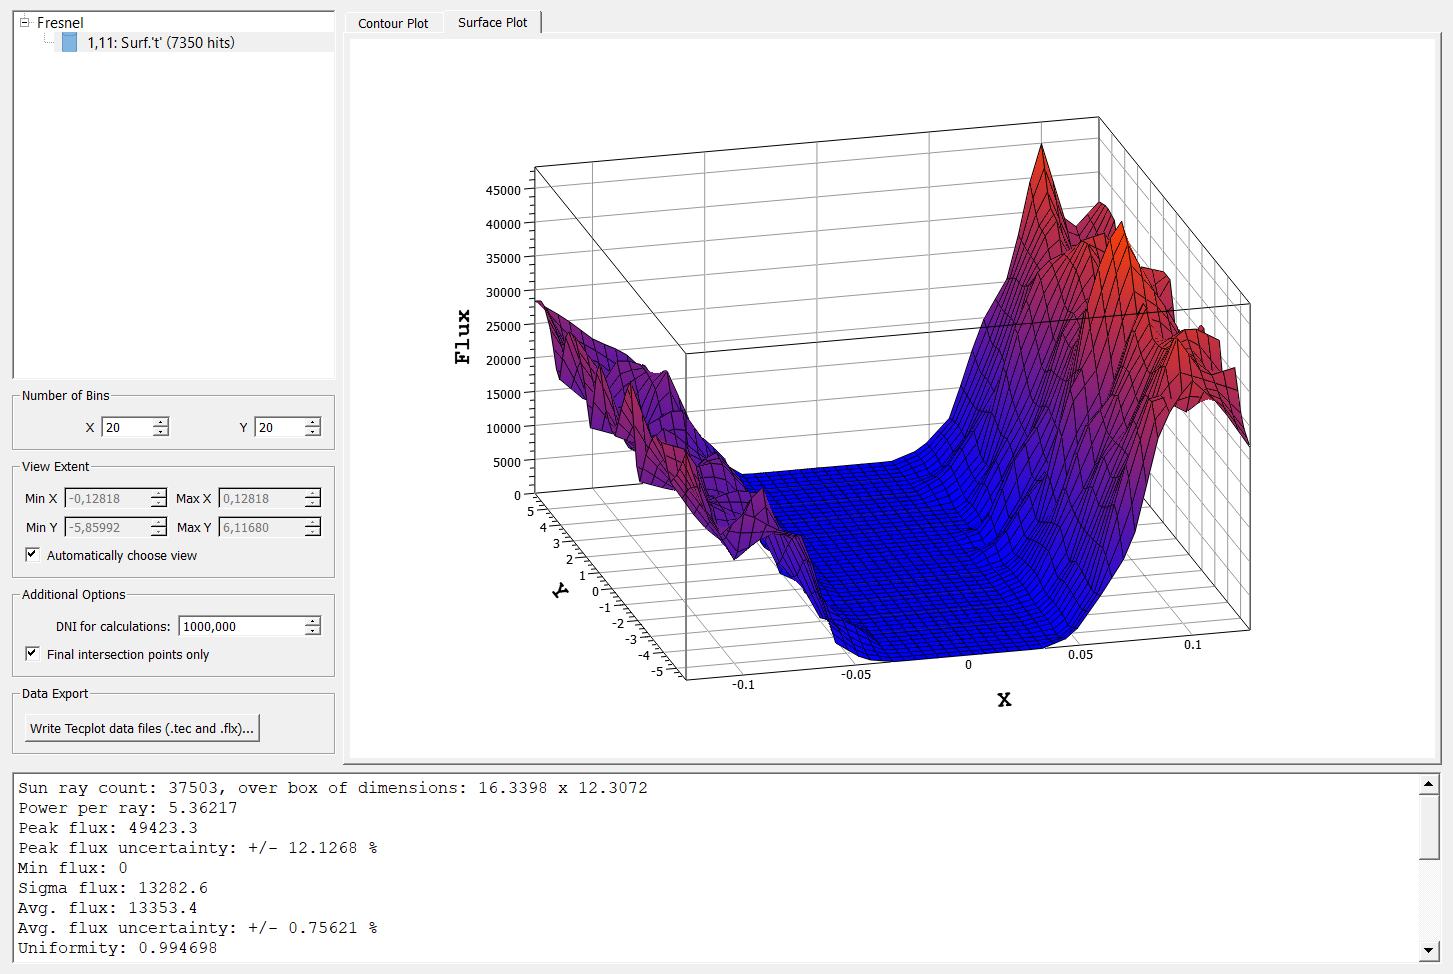 Fresnel
1,11: Surf.'t' (7350 hits)
Number of Bins
X 20 Y 20
View Extent
Min X -0,12818 Max X 0,12818
Min Y -5,85992 Max Y 6,11680
Automatically choose view
Additional Options
DNI for calculations: 1000,000
Final intersection points only
Data Export
Write Tecplot data files (.tec and .flx)...
Contour Plot Surface Plot
45000
40000
35000
30000
25000
20000
15000
10000
5000
0
Flux
5
4
3
2
1
0
-1
-2
-3
-4
-5
Y
-0.1 -0.05 0 0.05 0.1
X
Sun ray count: 37503, over box of dimensions: 16.3398 x 12.3072
Power per ray: 5.36217
Peak flux: 49423.3
Peak flux uncertainty: +/- 12.1268 %
Min flux: 0
Sigma flux: 13282.6
Avg. flux: 13353.4
Avg. flux uncertainty: +/- 0.75621 %
Uniformity: 0.994698